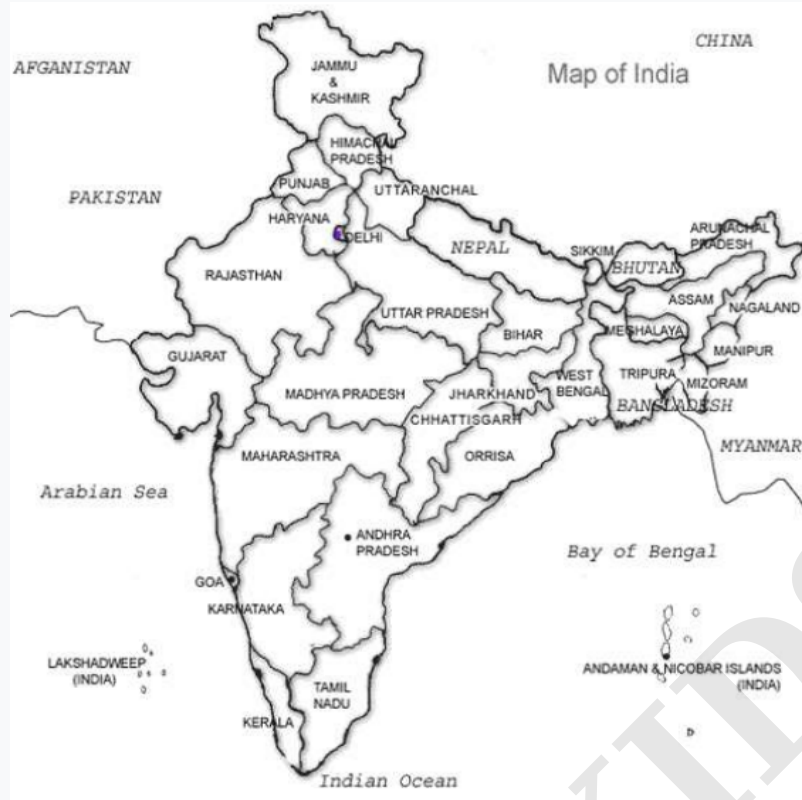 CHINA
AFGANISTAN
Map of India
JAMMU
&
KASHMIR
HIMACHAL
PRADESH
PUNJAB
UTTARANCHAL
PAKISTAN
HARYANA
DELHI
NEPAL
SIKKIM
ARUNACHAL
PRADESH
BHUTAN
RAJASTHAN
ASSAM
NAGALAND
UTTAR PRADESH
BIHAR
MESHALAYA
MANIPUR
GUJARAT
TRIPURA
MIZORAM
WEST
BENGAL
MADHYA PRADESH
JHARKHAND
BANGLADESH
CHHATTISGARH
MAHARASHTRA
ORRISA
MYANMAR
Arabian Sea
ANDHRA
PRADESH
Bay of Bengal
GOA
KARNATAKA
LAKSHADWEEP
(INDIA)
ANDAMAN & NICOBAR ISLANDS
(INDIA)
TAMIL
NADU
KERALA
Indian Ocean